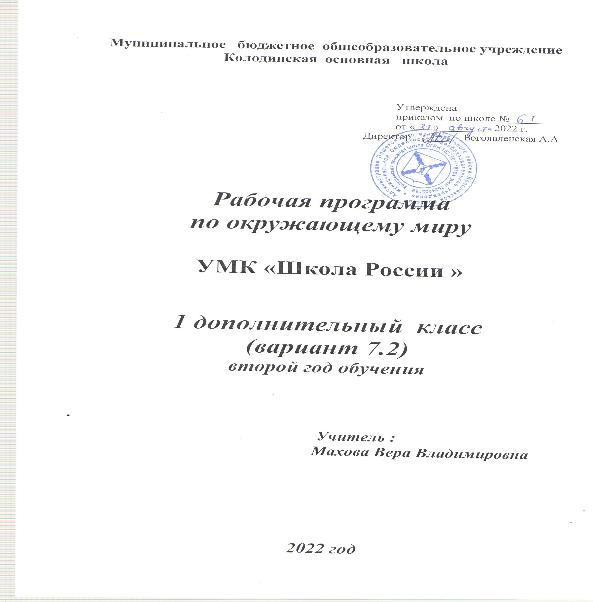 Муниципальное бюджетное общеобразовательное учреждение
Колодинская основная школа
Утверждена
приказом по школе № 61
от « 31 » август 2022 г.
Директор Богоявленская А.А
Рабочая программа
по окружающему миру
УМК «Школа России »
1 дополнительный класс
(вариант 7.2)
второй год обучения
Учитель :
Махова Вера Владимировна
2022 год